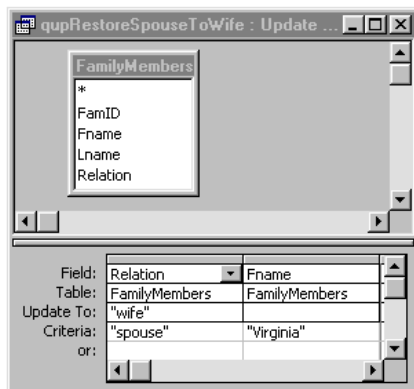 qupRestoreSpouseToWife : Update ...
FamilyMembers
*
FamID
Fname
Lname
Relation
Field: Relation Fname
Table: FamilyMembers FamilyMembers
Update To: "wife"
Criteria: "spouse" "Virginia"
or: